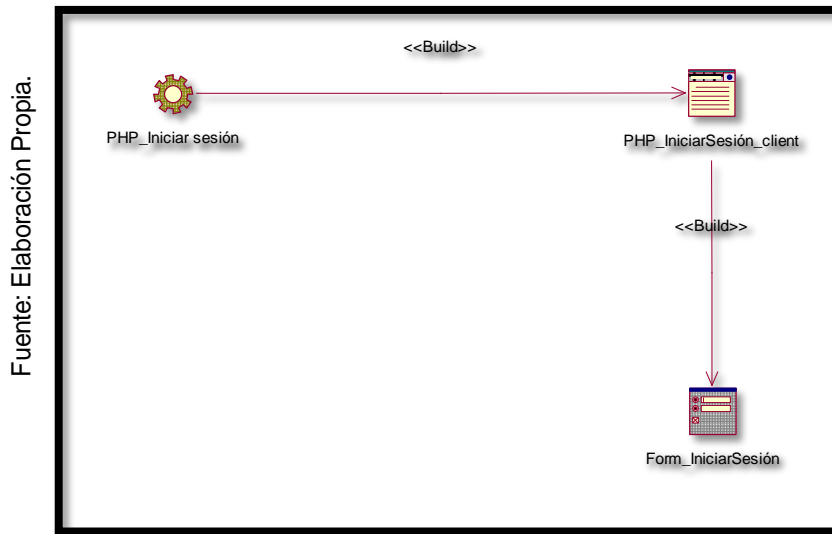 Fuente: Elaboración Propia.
<<Build>>
PHP_Iniciar sesión
PHP_IniciarSesión_client
<<Build>>
Form_IniciarSesión